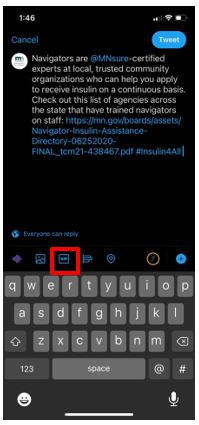 1:46
Cancel
Tweet
Navigators are @MNsure-certified
experts at local, trusted community
organizations who can help you apply
to receive insulin on a continuous basis.
Check out this list of agencies across
the state that have trained navigators
on staff: https://mn.gov/boards/assets/
Navigator-Insulin-Assistance-
Directory-06252020-
FINAL_tcm21-438467.pdf #Insulin4All
Everyone can reply
GIF
q w e r t y u i o p
a s d f g h j k l
z x c v b n m
123 space @ #